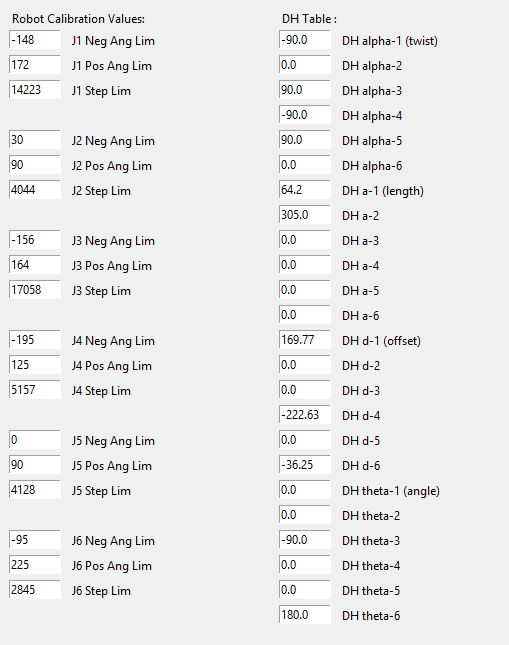 Robot Calibration Values: DH Table :
-148 J1 Neg Ang Lim -90.0 DH alpha-1 (twist)
172 J1 Pos Ang Lim 0.0 DH alpha-2
14223 J1 Step Lim 90.0 DH alpha-3
-90.0 DH alpha-4
30 J2 Neg Ang Lim 90.0 DH alpha-5
90 J2 Pos Ang Lim 0.0 DH alpha-6
4044 J2 Step Lim 64.2 DH a-1 (length)
305.0 DH a-2
-156 J3 Neg Ang Lim 0.0 DH a-3
164 J3 Pos Ang Lim 0.0 DH a-4
17058 J3 Step Lim 0.0 DH a-5
0.0 DH a-6
-195 J4 Neg Ang Lim 169.77 DH d-1 (offset)
125 J4 Pos Ang Lim 0.0 DH d-2
5157 J4 Step Lim 0.0 DH d-3
-222.63 DH d-4
0 J5 Neg Ang Lim 0.0 DH d-5
90 J5 Pos Ang Lim -36.25 DH d-6
4128 J5 Step Lim 0.0 DH theta-1 (angle)
0.0 DH theta-2
-95 J6 Neg Ang Lim -90.0 DH theta-3
225 J6 Pos Ang Lim 0.0 DH theta-4
2845 J6 Step Lim 0.0 DH theta-5
180.0 DH theta-6